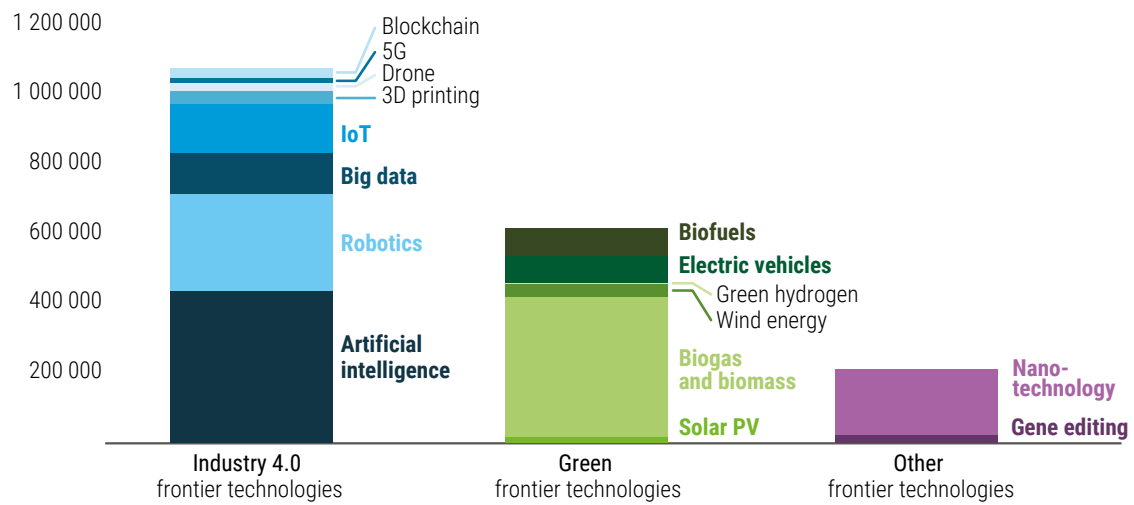 1 200 000
1 000 000
800 000
600 000
400 000
200 000
Blockchain
5G
Drone
3D printing
IoT
Big data
Robotics
Artificial
intelligence
Biofuels
Electric vehicles
Green hydrogen
Wind energy
Biogas
and biomass
Solar PV
Nano-
technology
Gene editing
Industry 4.0
frontier technologies
Green
frontier technologies
Other
frontier technologies